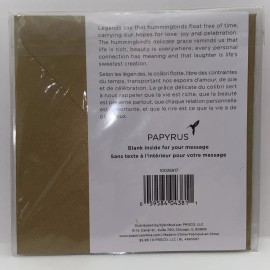 Legends say that hummingbirds float free of time,
carrying our hopes for love, joy and celebration.
The hummingbird's delicate grace reminds us that
life is rich, beauty is everywhere, every personal
connection has meaning and that laughter is life's
sweetest creation.
Selon les légendes, le colibri flotte, libre des contraintes
du temps, transportant nos espoirs d'amour, de joie
et de célébration. La grâce délicate du colibri sert
à nous rappeler que la vie est riche, que la beauté
est présente partout, que chaque relation personnelle
est importante, et que le rire est ce que la vie a de
PAPYRUS
Blank inside for your message
Sans texte à l'intérieur pour votre message